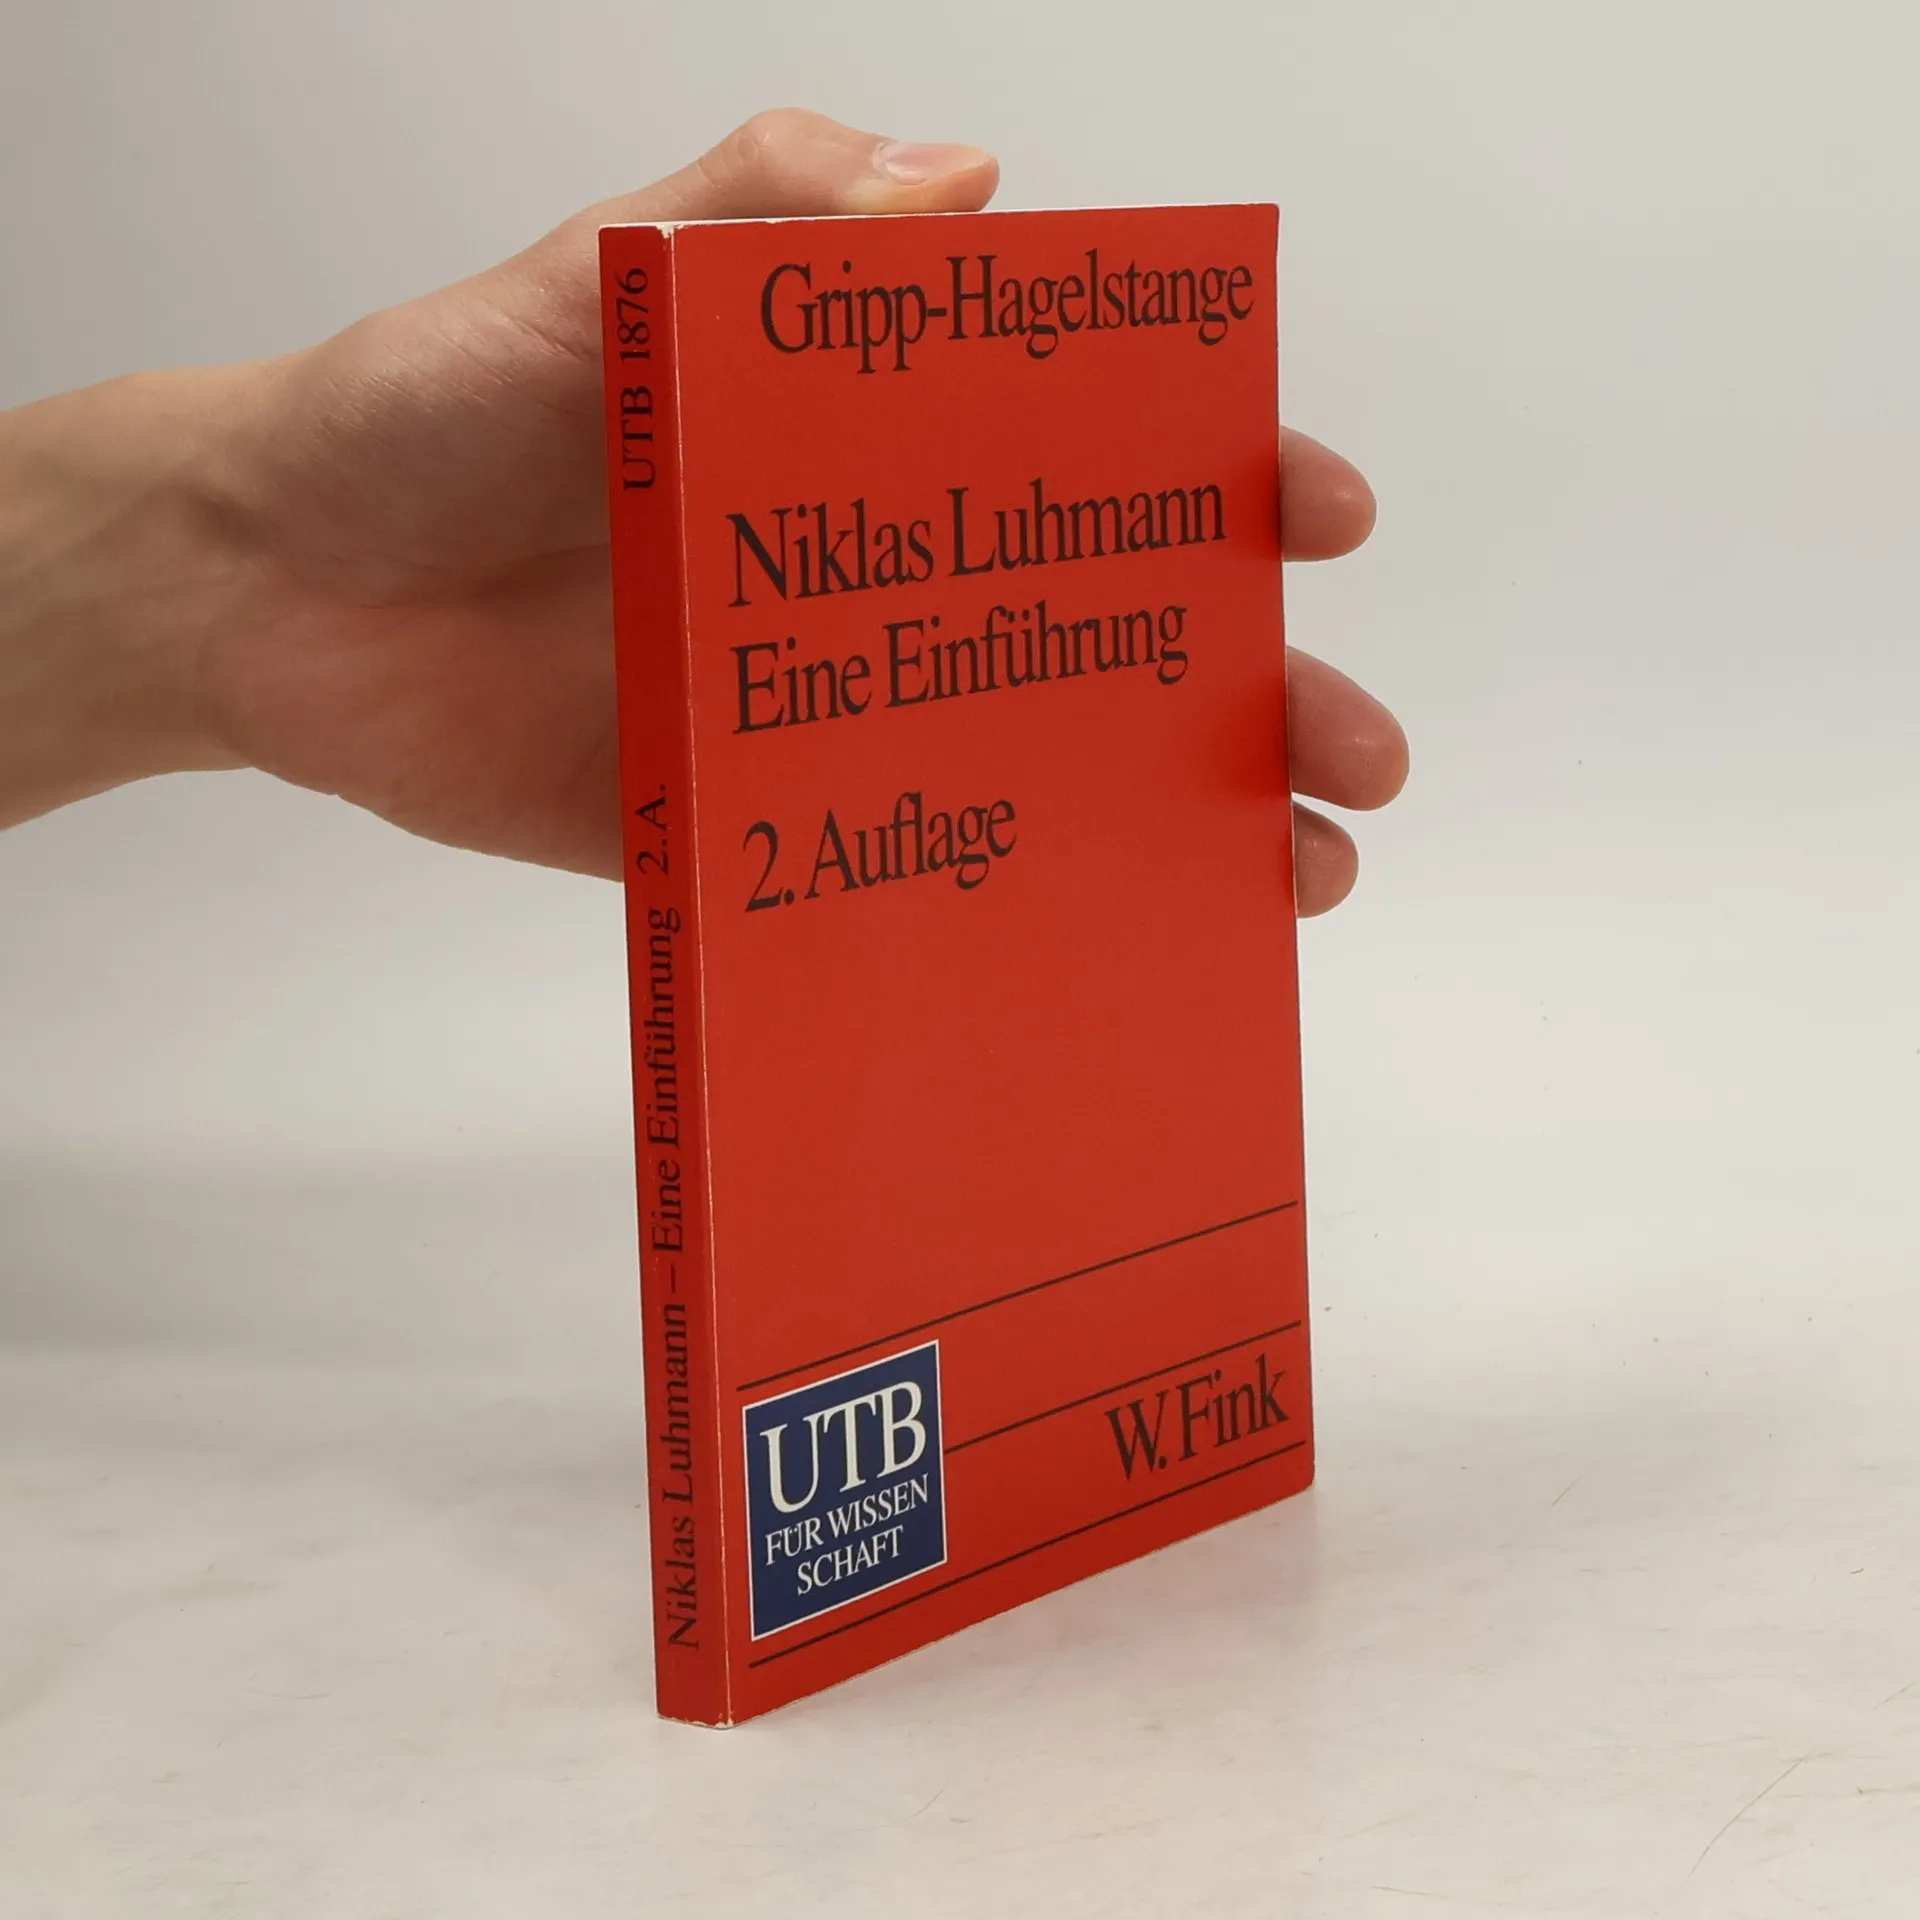 Gripp-Hagelstange
Niklas Luhmann
Eine Einführung
2. Auflage
UTB
FÜR WISSEN
SCHAFT
W. Fink
Niklas Luhmann – Eine Einführung 2. A. UTB 1876